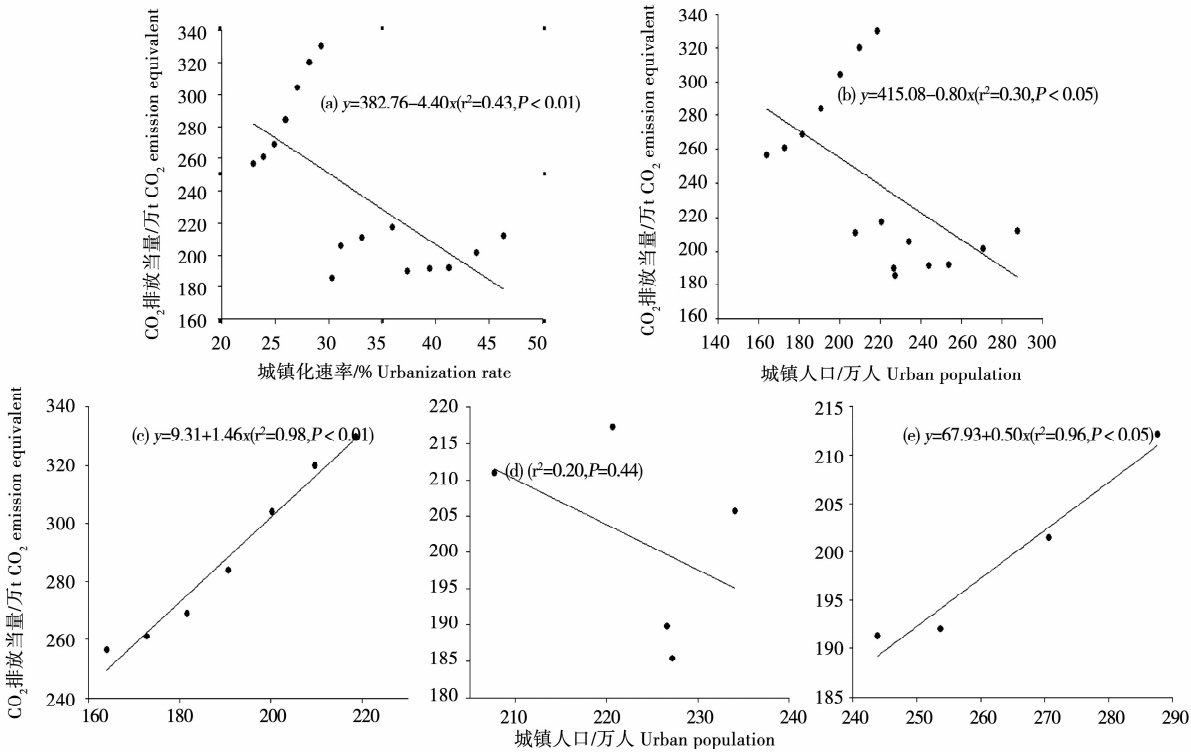 CO2排放当量/万t CO2 emission equivalent
340
320
300
280
260
240
220
200
180
160
(a) y=382.76−4.40x(r²=0.43,P<0.01)
20 25 30 35 40 45 50
城镇化速率/% Urbanization rate
CO2排放当量/万t CO2 emission equivalent
340
320
300
280
260
240
220
200
180
160
(b) y=415.08−0.80x(r²=0.30,P<0.05)
140 160 180 200 220 240 260 280 300
城镇人口/万人 Urban population
CO2排放当量/万t CO2 emission equivalent
340
320
300
280
260
240
(c) y=9.31+1.46x(r²=0.98,P<0.01)
160 180 200 220
220
215
210
205
200
195
190
185
180
(d) (r²=0.20,P=0.44)
210 220 230 240
215
210
205
200
195
190
185
(e) y=67.93+0.50x(r²=0.96,P<0.05)
240 250 260 270 280 290
城镇人口/万人 Urban population